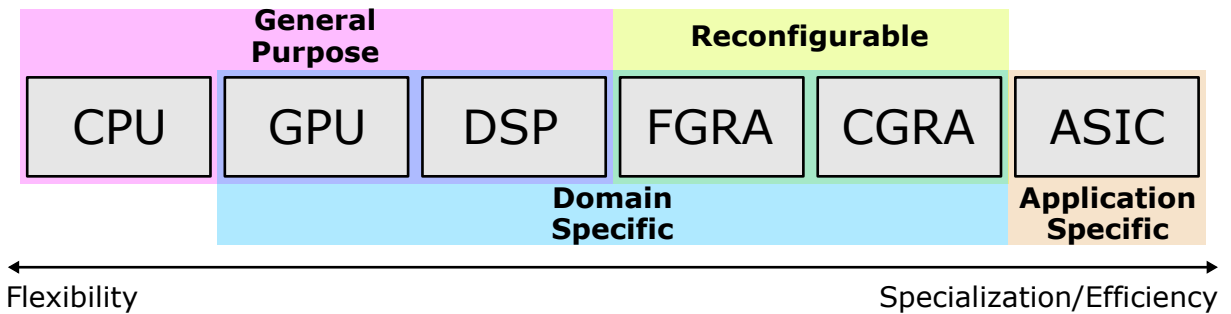 General
Purpose
Reconfigurable
CPU GPU DSP FGRA CGRA ASIC
Domain
Specific
Application
Specific
Flexibility
Specialization/Efficiency